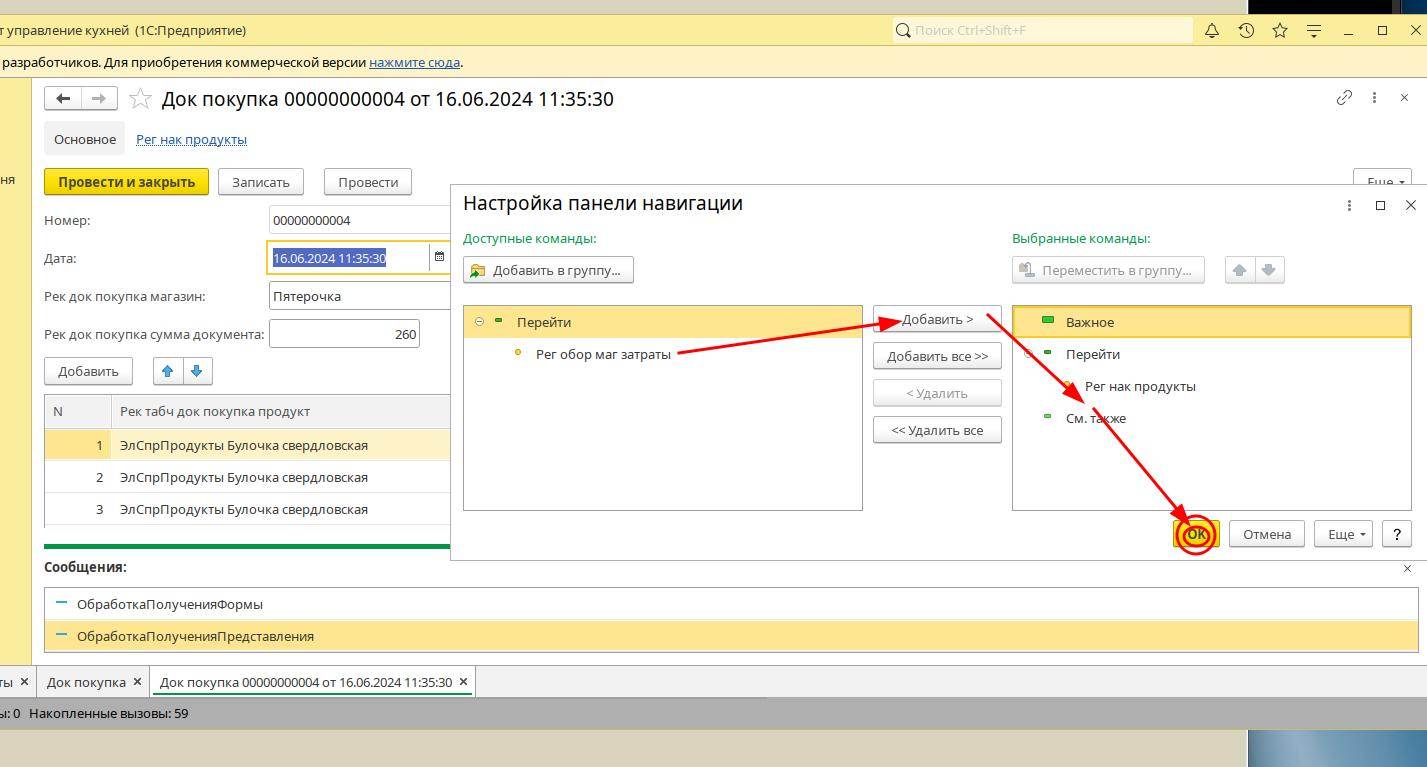 т управление кухней (1С:Предприятие)
Поиск Ctrl+Shift+F
разработчиков. Для приобретения коммерческой версии нажмите сюда.
Док покупка 00000000004 от 16.06.2024 11:35:30
Основное Рег нак продукты
ня
Провести и закрыть Записать Провести Еще
Номер: 00000000004
Дата: 16.06.2024 11:35:30
Рек док покупка магазин: Пятерочка
Рек док покупка сумма документа: 260
Добавить
N Рек табч док покупка продукт
1 ЭлСпрПродукты Булочка свердловская
2 ЭлСпрПродукты Булочка свердловская
3 ЭлСпрПродукты Булочка свердловская
Настройка панели навигации
Доступные команды:
Добавить в группу...
Перейти
Рег обор маг затраты
Добавить >
Добавить все >>
< Удалить
<< Удалить все
Выбранные команды:
Переместить в группу...
Важное
Перейти
Рег нак продукты
См. также
ОК Отмена Еще ?
Сообщения:
ОбработкаПолученияФормы
ОбработкаПолученияПредставления
ты Док покупка Док покупка 00000000004 от 16.06.2024 11:35:30
ы: 0 Накопленные вызовы: 59